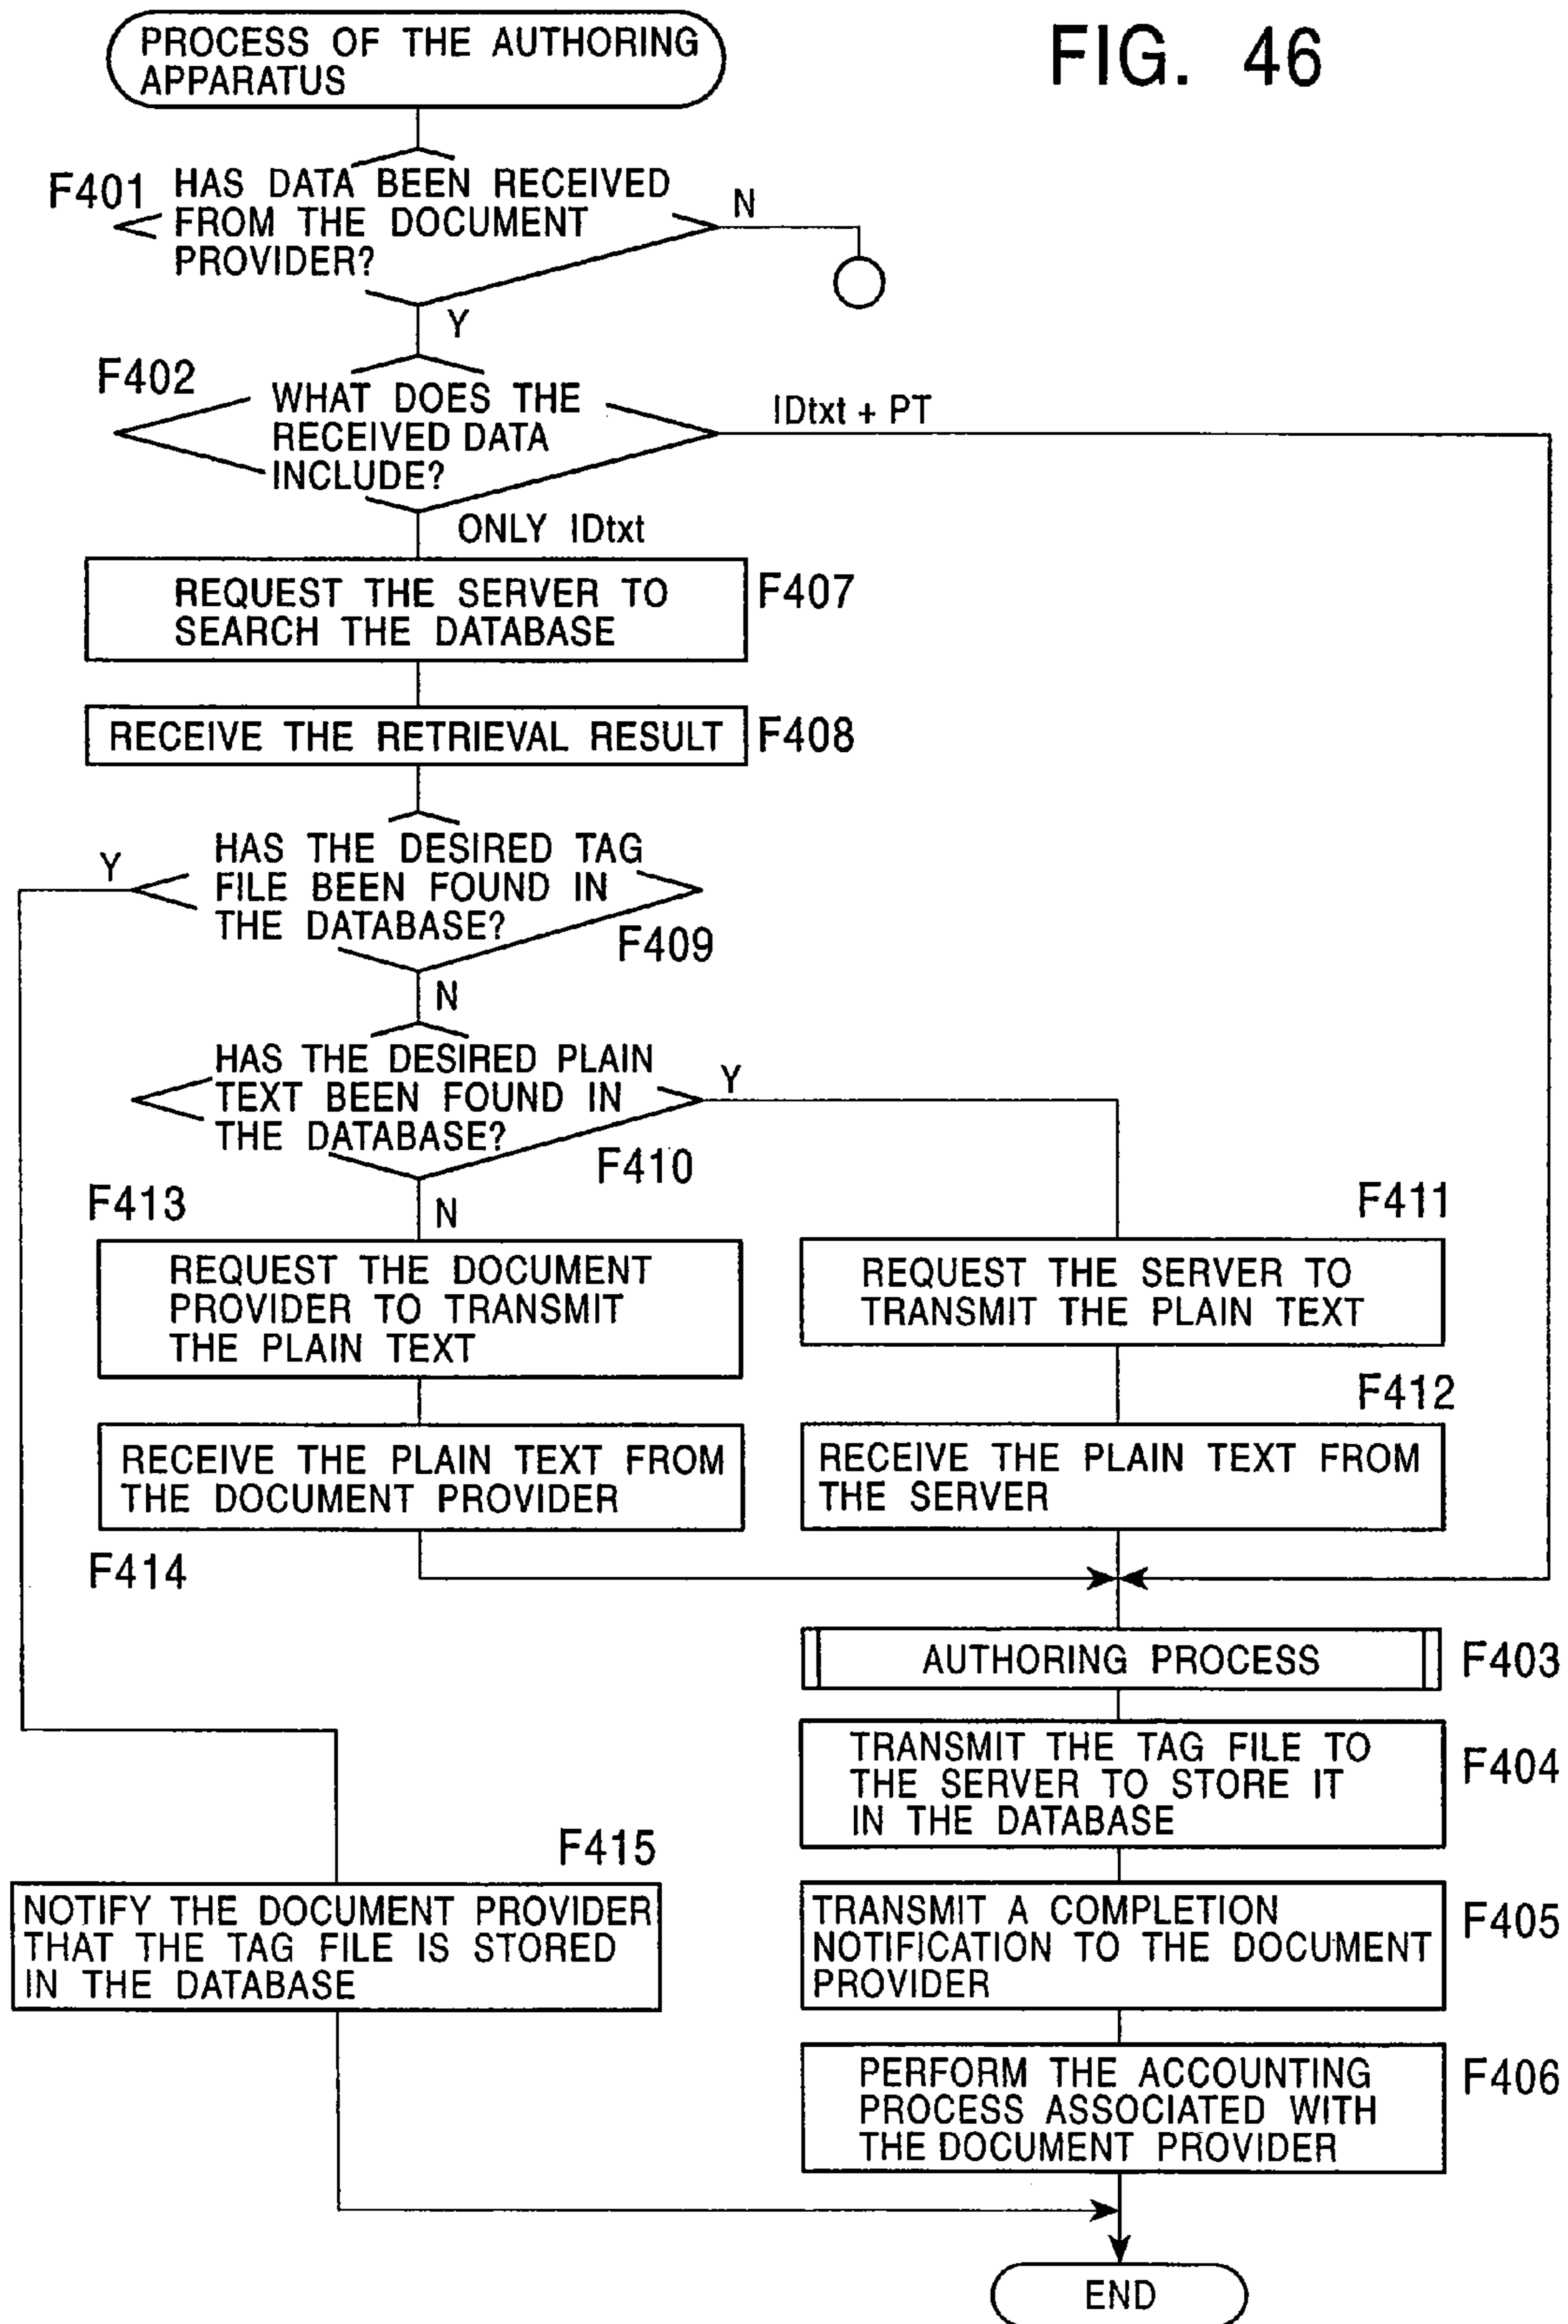 FIG. 46
PROCESS OF THE AUTHORING
APPARATUS
F401
HAS DATA BEEN RECEIVED
FROM THE DOCUMENT
PROVIDER?
N
Y
F402
WHAT DOES THE
RECEIVED DATA
INCLUDE?
IDtxt + PT
ONLY IDtxt
REQUEST THE SERVER TO
SEARCH THE DATABASE
F407
RECEIVE THE RETRIEVAL RESULT
F408
Y
HAS THE DESIRED TAG
FILE BEEN FOUND IN
THE DATABASE?
F409
N
HAS THE DESIRED PLAIN
TEXT BEEN FOUND IN
THE DATABASE?
Y
F410
F413
N
F411
REQUEST THE DOCUMENT
PROVIDER TO TRANSMIT
THE PLAIN TEXT
REQUEST THE SERVER TO
TRANSMIT THE PLAIN TEXT
F412
RECEIVE THE PLAIN TEXT FROM
THE DOCUMENT PROVIDER
RECEIVE THE PLAIN TEXT FROM
THE SERVER
F414
AUTHORING PROCESS
F403
TRANSMIT THE TAG FILE TO
THE SERVER TO STORE IT
IN THE DATABASE
F404
F415
NOTIFY THE DOCUMENT PROVIDER
THAT THE TAG FILE IS STORED
IN THE DATABASE
TRANSMIT A COMPLETION
NOTIFICATION TO THE DOCUMENT
PROVIDER
F405
PERFORM THE ACCOUNTING
PROCESS ASSOCIATED WITH
THE DOCUMENT PROVIDER
F406
END